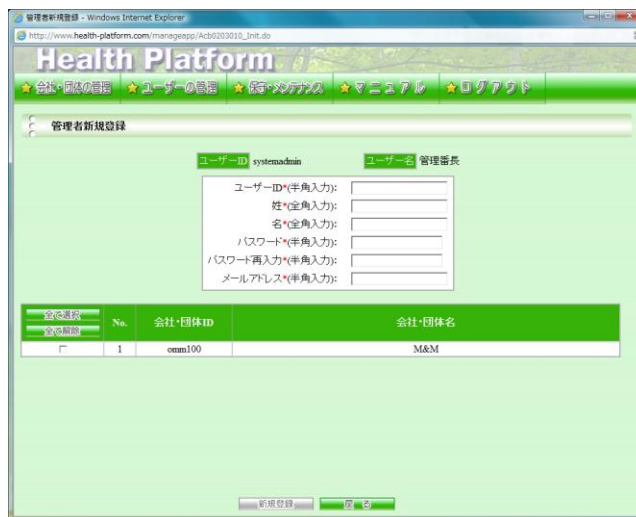 管理者新規登録 - Windows Internet Explorer
http://www.health-platform.com/manageapp/Acb0203010_Init.do
Health Platform
会社・団体の管理 ユーザーの管理 保守・メンテナンス マニュアル ログアウト
管理者新規登録
ユーザーID systemadmin ユーザー名 管理番長
ユーザーID*(半角入力):
姓*(全角入力):
名*(全角入力):
パスワード*(半角入力):
パスワード再入力*(半角入力):
メールアドレス*(半角入力):
全て選択
全て解除
No. 会社・団体ID 会社・団体名
1 omm100 M&M
新規登録 戻る